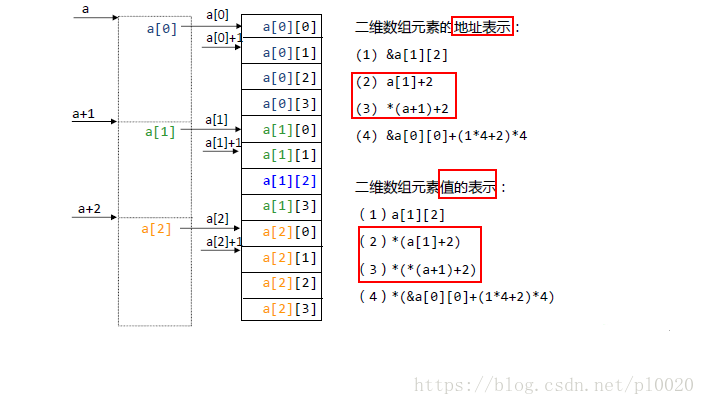 a
a[0]
a[0]
a[0]+1
a[0][0]
a[0][1]
a[0][2]
a[0][3]
a+1
a[1]
a[1]
a[1]+1
a[1][0]
a[1][1]
a[1][2]
a[1][3]
a+2
a[2]
a[2]
a[2]+1
a[2][0]
a[2][1]
a[2][2]
a[2][3]
二维数组元素的地址表示：
(1) &a[1][2]
(2) a[1]+2
(3) *(a+1)+2
(4) &a[0][0]+(1*4+2)*4
二维数组元素值的表示：
（1）a[1][2]
（2）*(a[1]+2)
（3）*(*(a+1)+2)
（4）*(&a[0][0]+(1*4+2)*4)
https://blog.csdn.net/pl0020